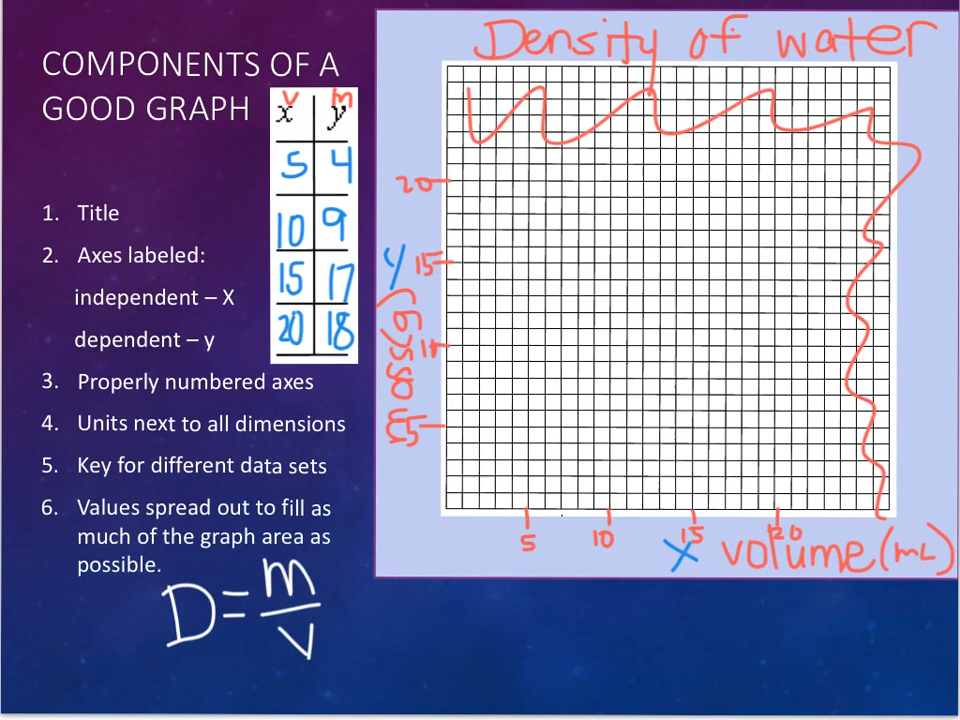 COMPONENTS OF A
GOOD GRAPH
v m
x y
5 4
10 9
15 17
20 18
1. Title
2. Axes labeled:
independent – X
dependent – y
3. Properly numbered axes
4. Units next to all dimensions
5. Key for different data sets
6. Values spread out to fill as
much of the graph area as
possible.
D = m
v
Density of water
20
15
5
y
mass(g)
5 10 15 20
x volume (mL)